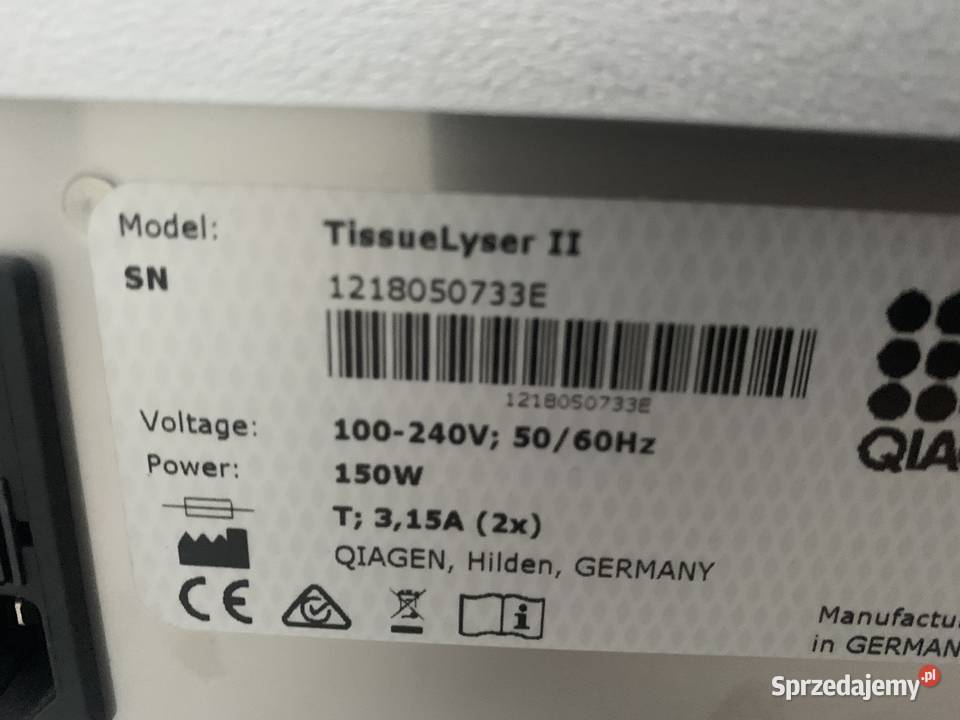 Model: TissueLyser II
SN 1218050733E
1218050733E
Voltage: 100-240V; 50/60Hz
Power: 150W
T; 3,15A (2x)
QIAGEN, Hilden, GERMANY
CE
QIA
Manufactu
in GERMAN
Sprzedajemy.pl